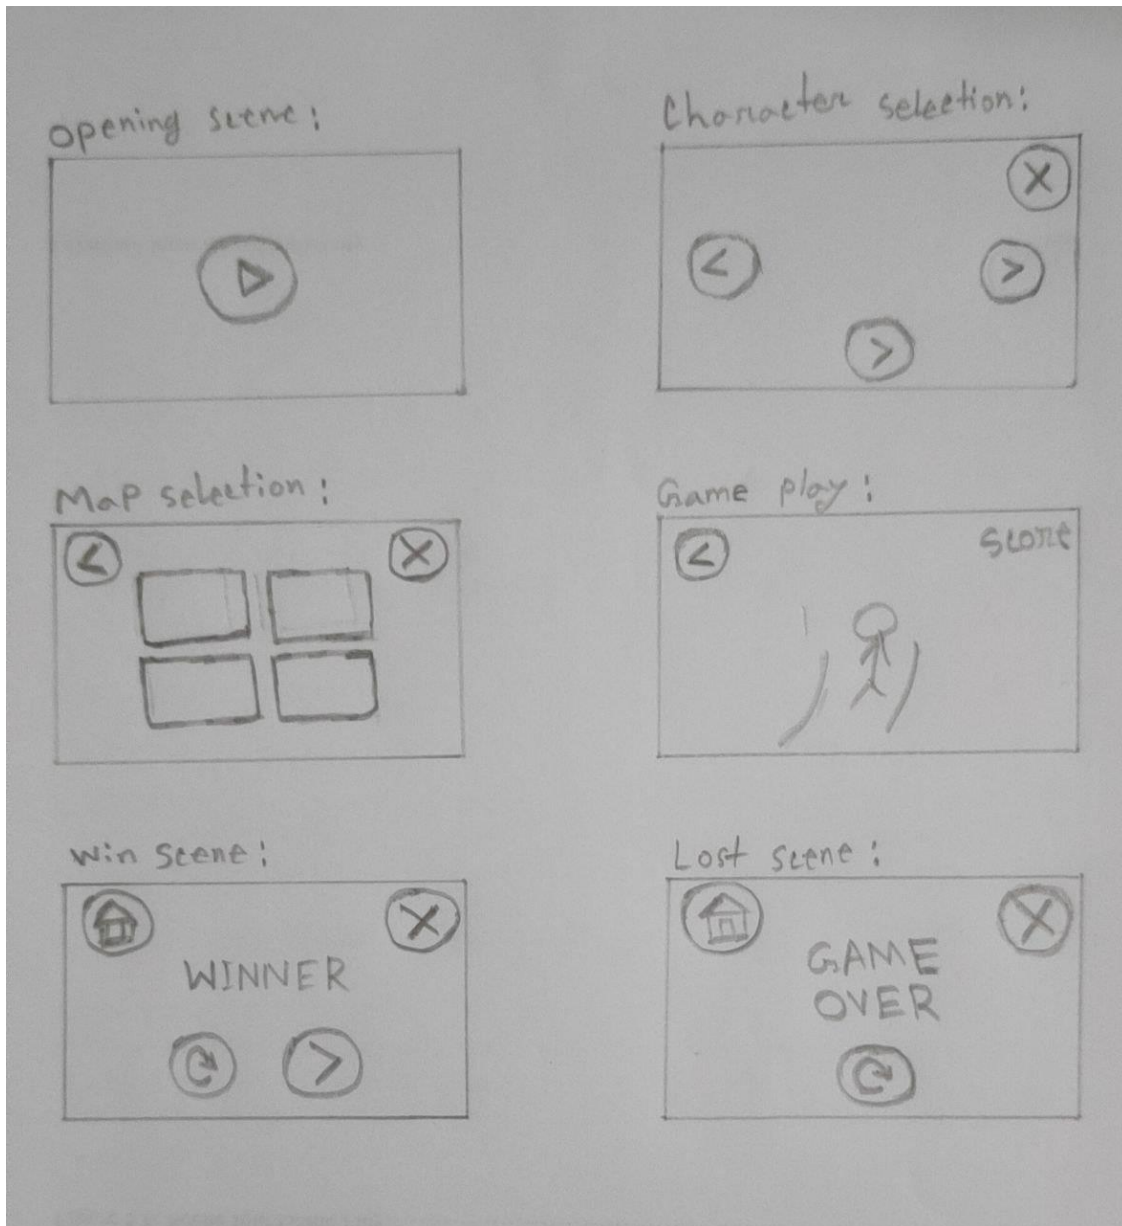 Opening scene:
Character selection:
X
<
>
>
Map selection:
<
X
Game play:
<
Score
Win scene:
X
WINNER
>
Lost scene:
X
GAME
OVER